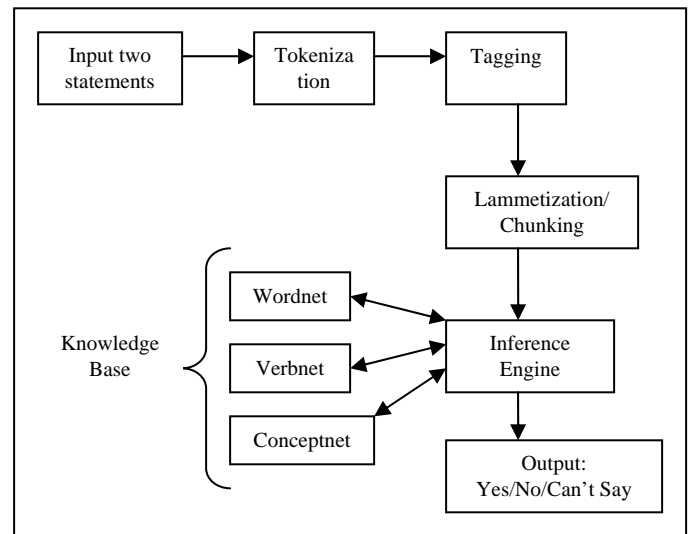 Input two
statements
Tokeniza
tion
Tagging
Lammetization/
Chunking
Knowledge
Base
Wordnet
Verbnet
Conceptnet
Inference
Engine
Output:
Yes/No/Can’t Say